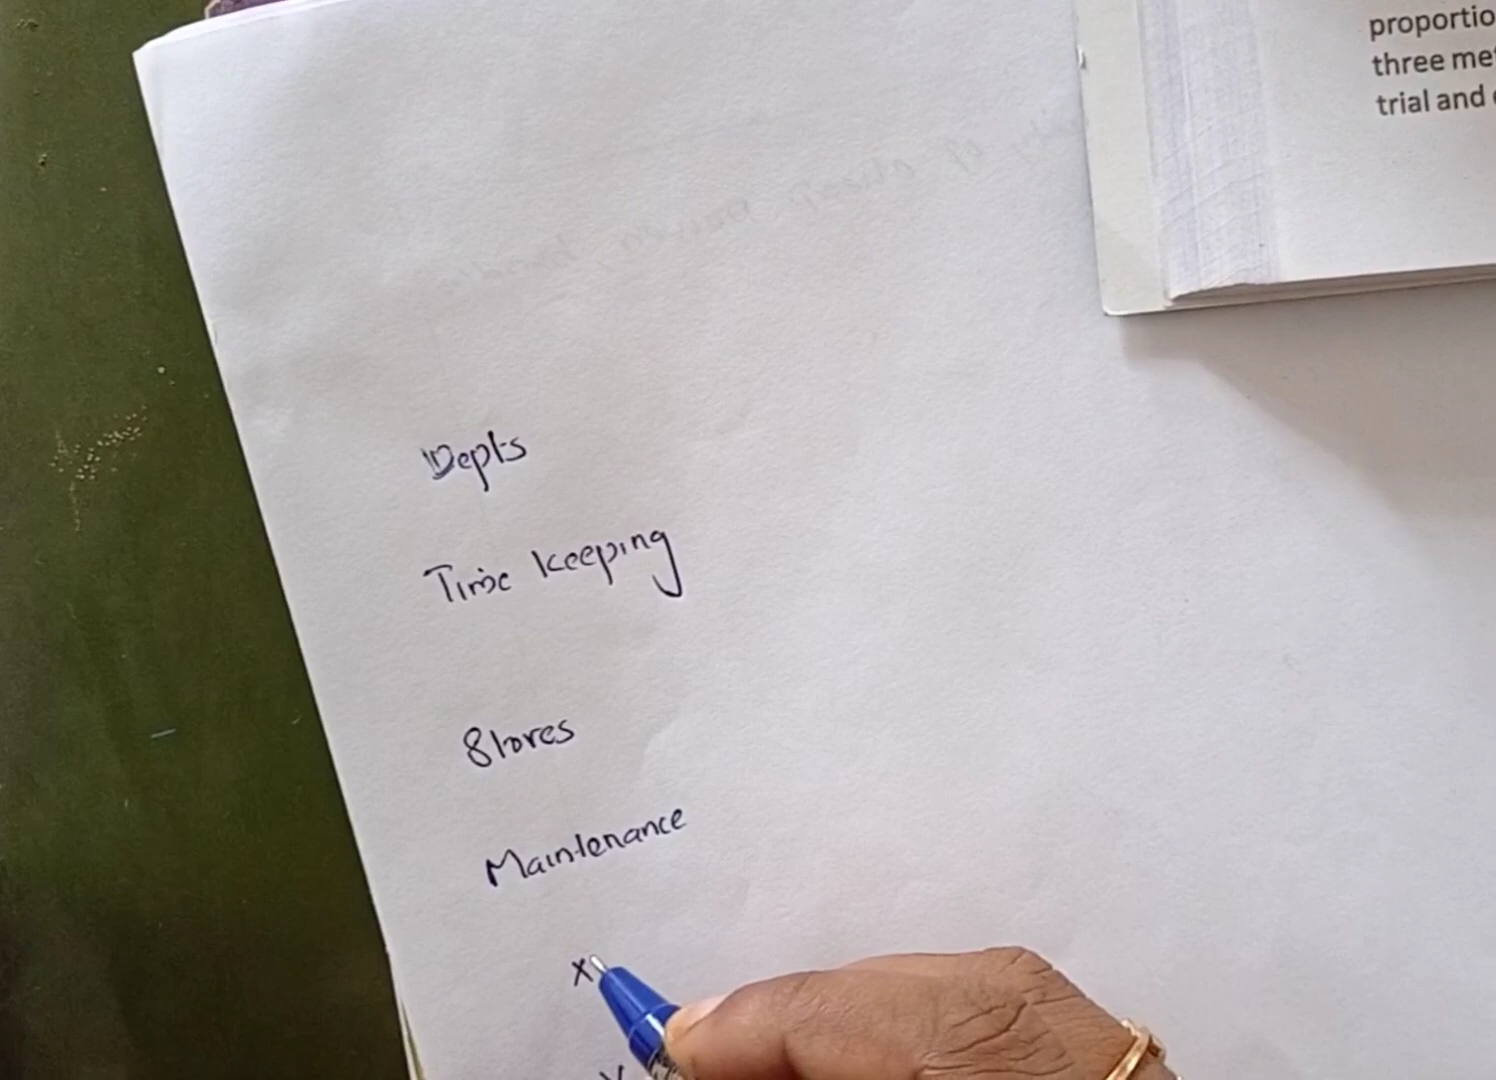 proportio
three me
trial and
Depts
Time keeping
Stores
Maintenance
X
Y